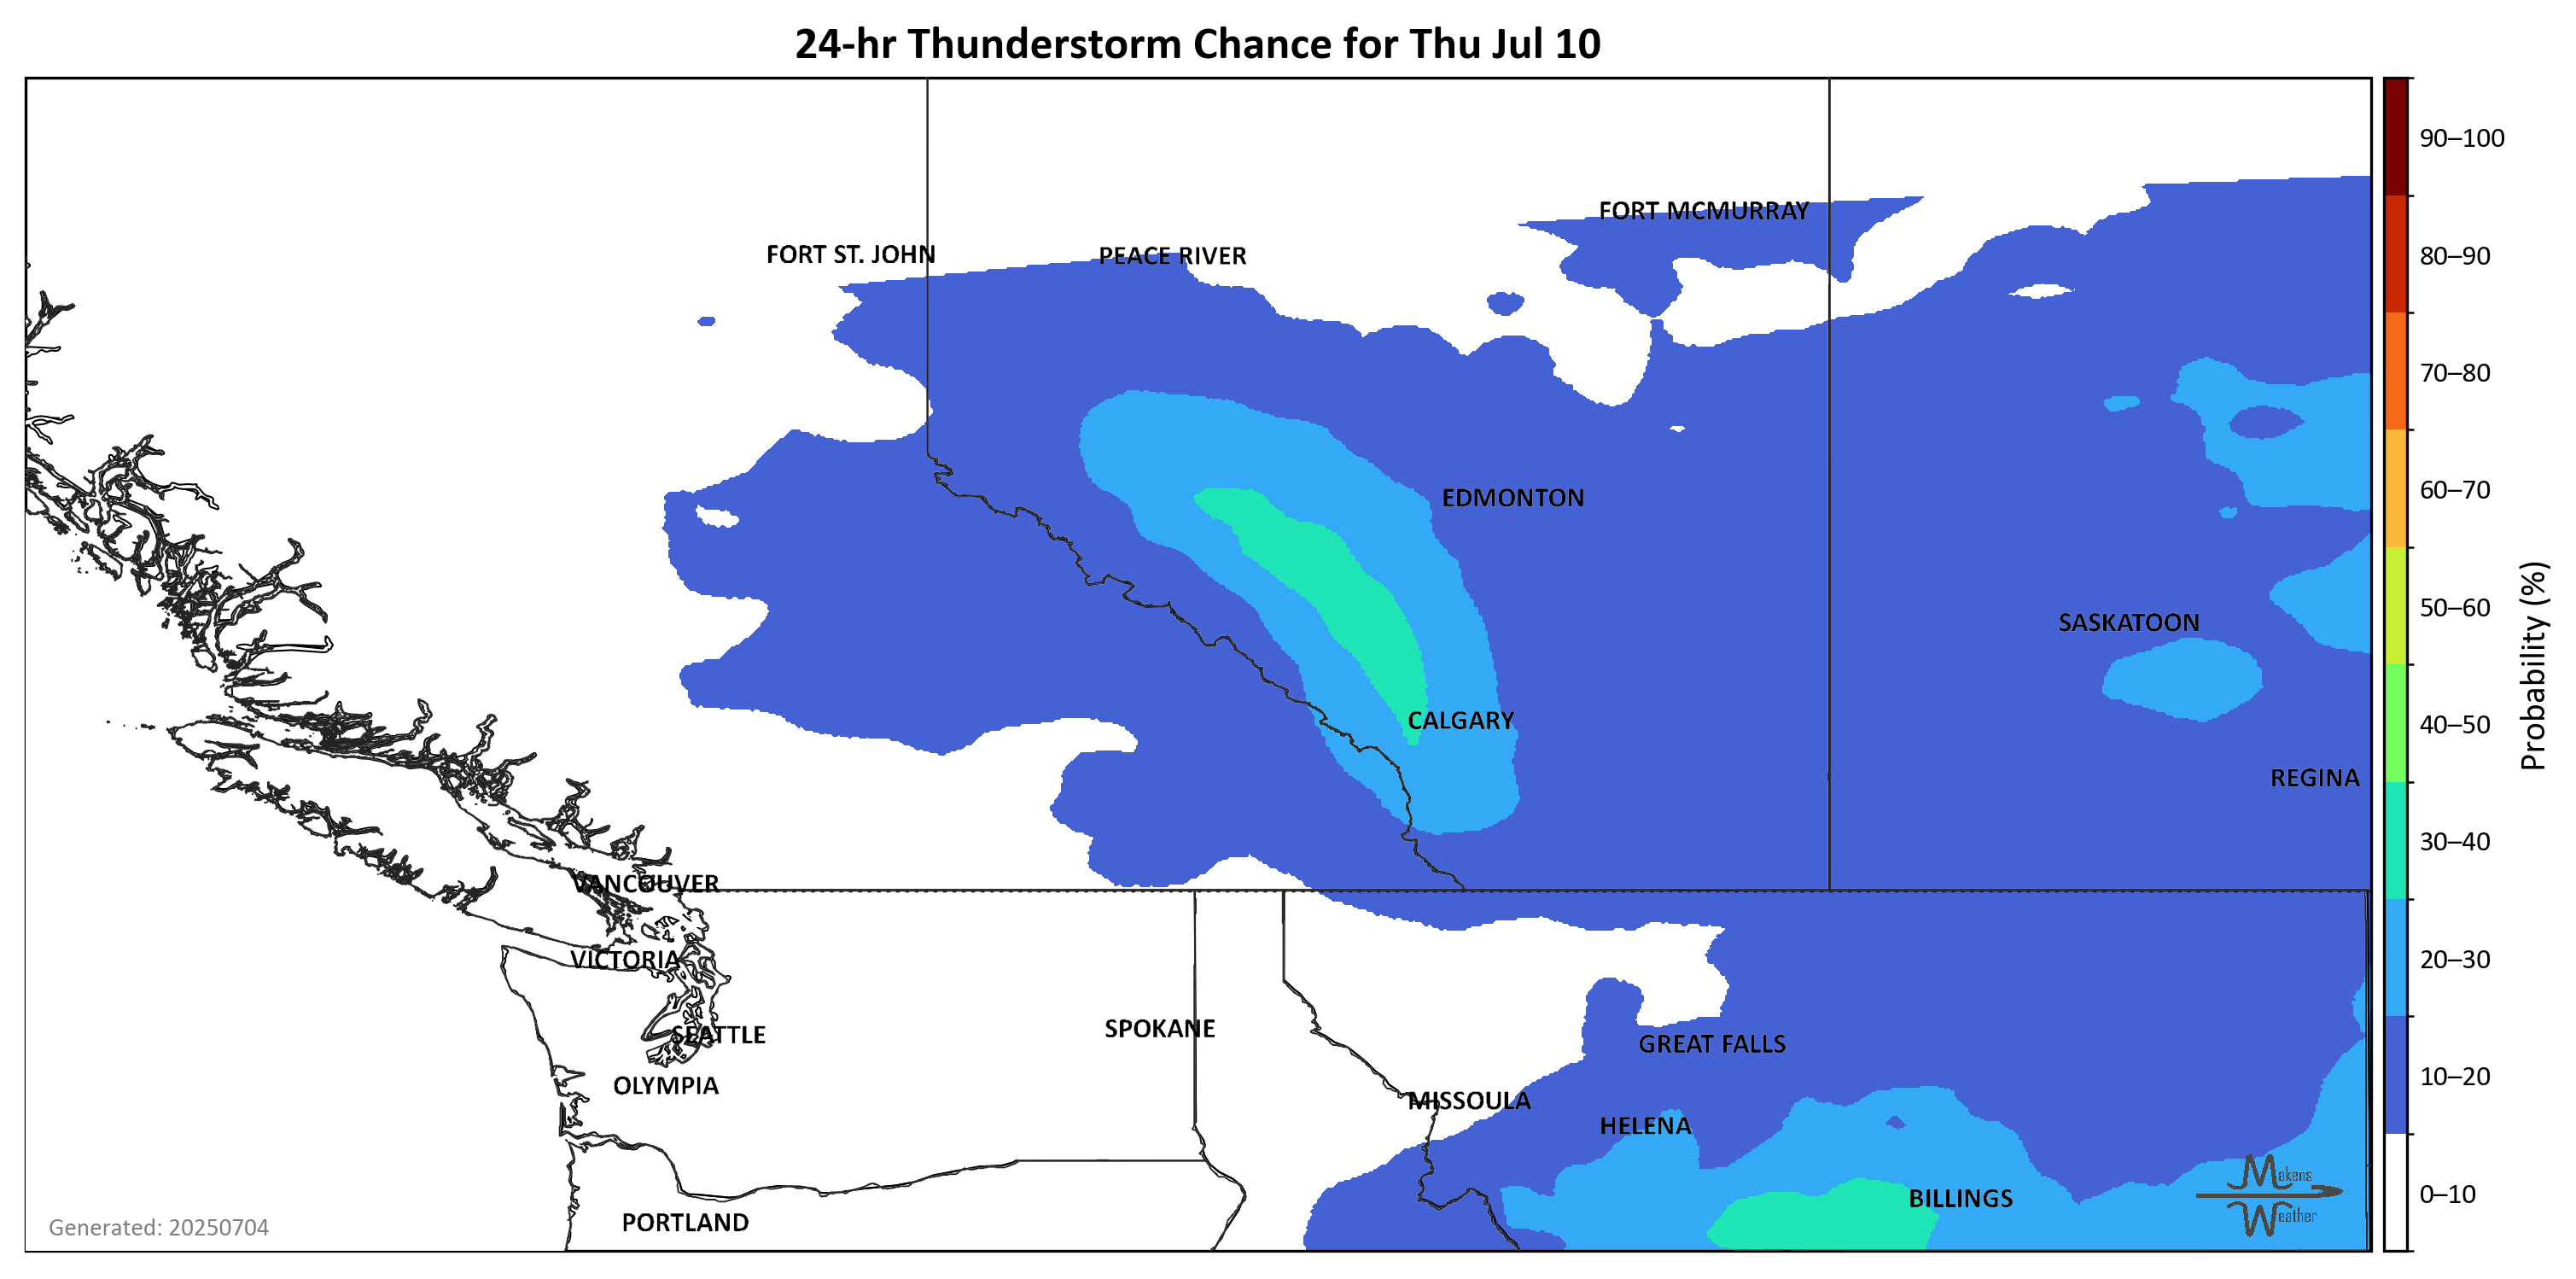 24-hr Thunderstorm Chance for Thu Jul 10
90–100
FORT MCMURRAY
FORT ST. JOHN
PEACE RIVER
80–90
70–80
EDMONTON
60–70
SASKATOON
50–60
Probability (%)
CALGARY
40–50
REGINA
30–40
VANCOUVER
VICTORIA
20–30
SPOKANE
SEATTLE
GREAT FALLS
OLYMPIA
10–20
MISSOULA
HELENA
Makens
Weather
BILLINGS
0–10
PORTLAND
Generated: 20250704